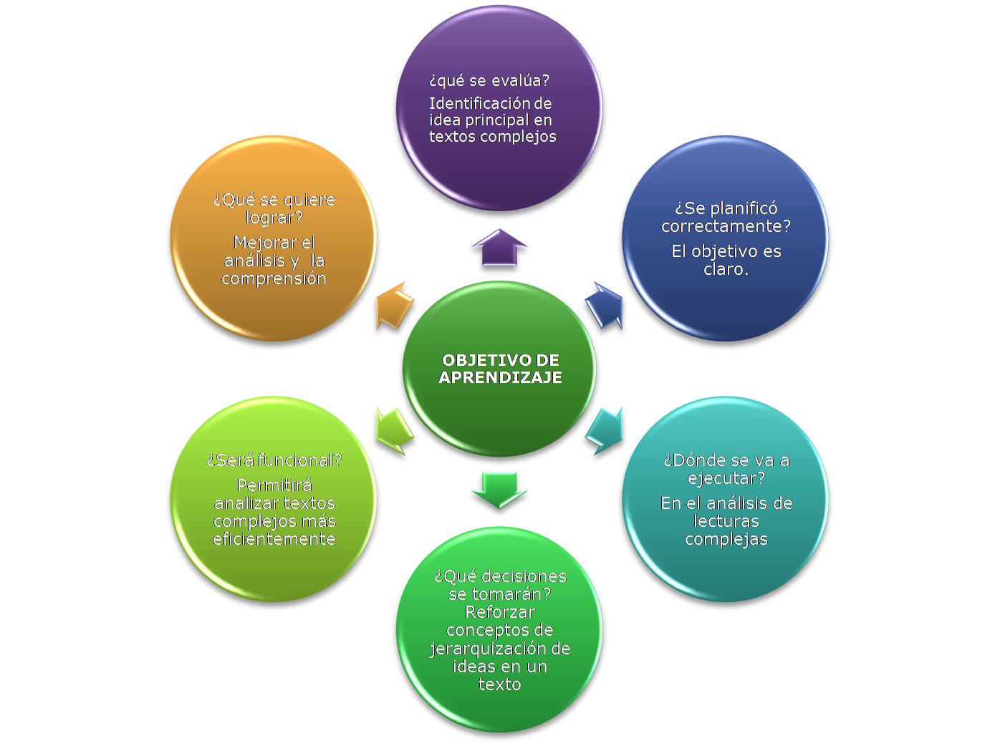 ¿qué se evalúa?
Identificación de
idea principal en
textos complejos
¿Se planificó
correctamente?
El objetivo es
claro.
¿Dónde se va a
ejecutar?
En el análisis de
lecturas
complejas
¿Qué decisiones
se tomarán?
Reforzar
conceptos de
jerarquización de
ideas en un
texto
¿Será funcional?
Permitirá
analizar textos
complejos más
eficientemente
¿Qué se quiere
lograr?
Mejorar el
análisis y la
comprensión
OBJETIVO DE
APRENDIZAJE